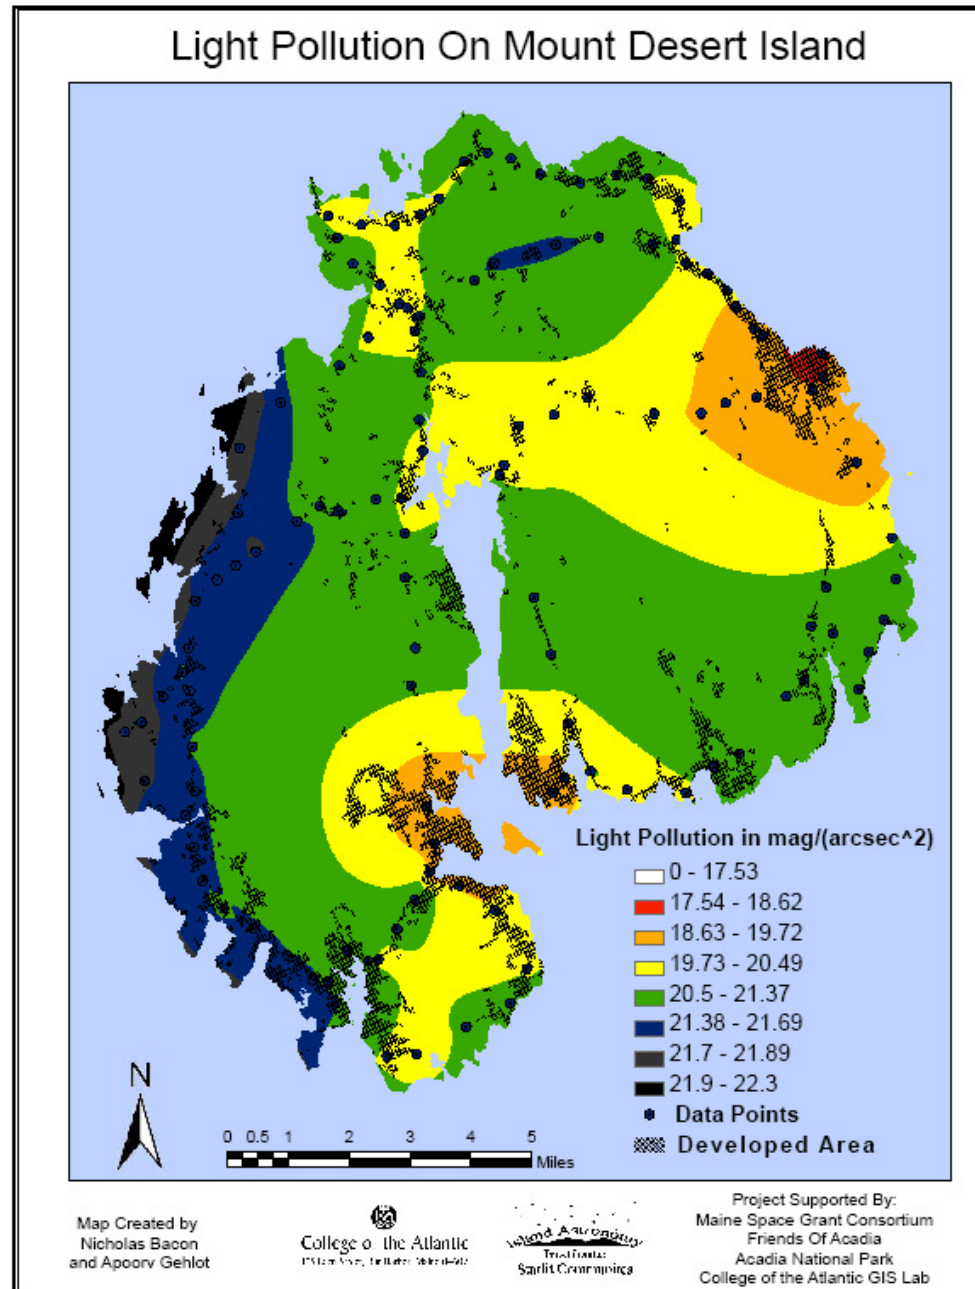 Light Pollution On Mount Desert Island
Light Pollution in mag/(arcsec^2)
0 - 17.53
17.54 - 18.62
18.63 - 19.72
19.73 - 20.49
20.5 - 21.37
21.38 - 21.69
21.7 - 21.89
21.9 - 22.3
Data Points
Developed Area
N
0 0.5 1 2 3 4 5
Miles
Map Created by
Nicholas Bacon
and Apoorv Gehlot
College of the Atlantic
Island Astronomy
Communities
Project Supported By:
Maine Space Grant Consortium
Friends Of Acadia
Acadia National Park
College of the Atlantic GIS Lab